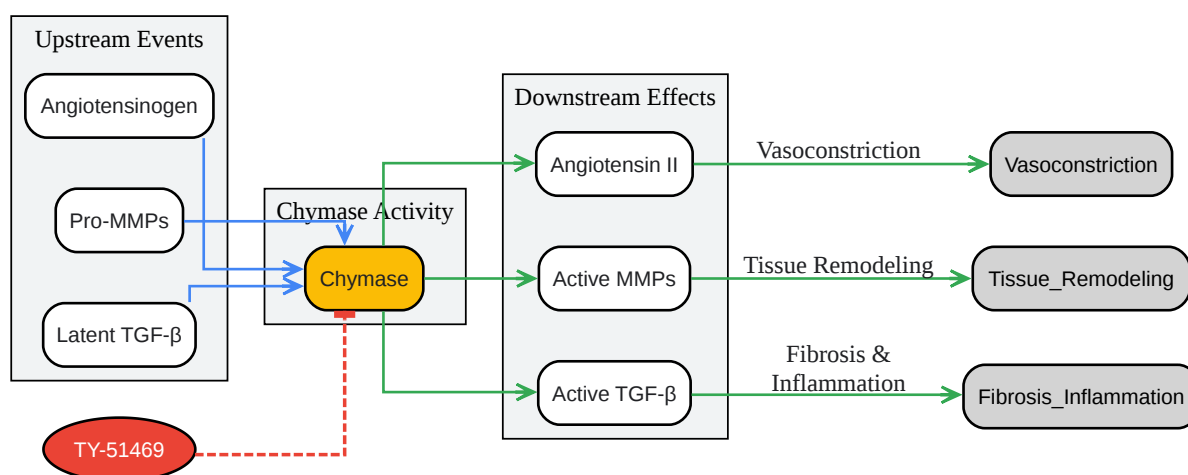 Upstream Events
Angiotensinogen
Pro-MMPs
Latent TGF-β
TY-51469
Chymase Activity
Chymase
Downstream Effects
Angiotensin II
Active MMPs
Active TGF-β
Vasoconstriction
Tissue Remodeling
Fibrosis &
Inflammation
Vasoconstriction
Tissue_Remodeling
Fibrosis_Inflammation